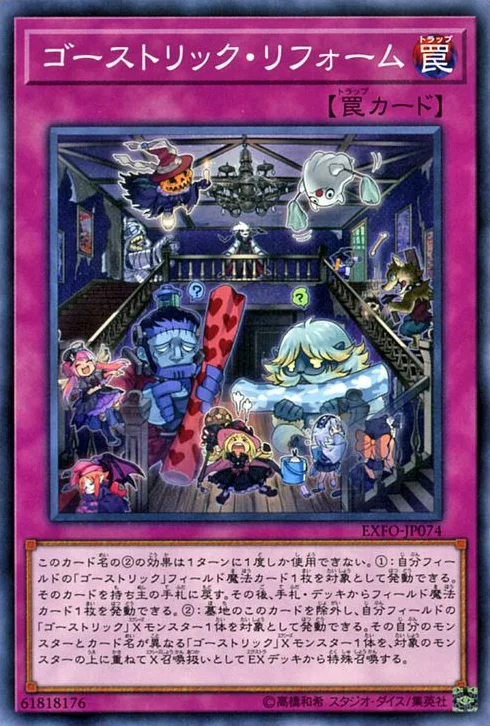 ゴーストリック・リフォーム 罠
トラップ
【罠カード】
トラップ
?
?
EXFO-JP074
このカード名の②の効果は1ターンに1度しか使用できない。①:自分フィー
ルドの「ゴーストリック」フィールド魔法カード1枚を対象として発動できる。
そのカードを持ち主の手札に戻す。その後、手札・デッキからフィールド魔法
カード1枚を発動できる。②:墓地のこのカードを除外し、自分フィールドの
「ゴーストリック」Xモンスター1体を対象として発動できる。その自分のモン
スターとカード名が異なる「ゴーストリック」Xモンスター1体を、対象のモン
スターの上に重ねてX召喚扱いとしてEXデッキから特殊召喚する。
61818176
©高橋和希 スタジオ・ダイス/集英社